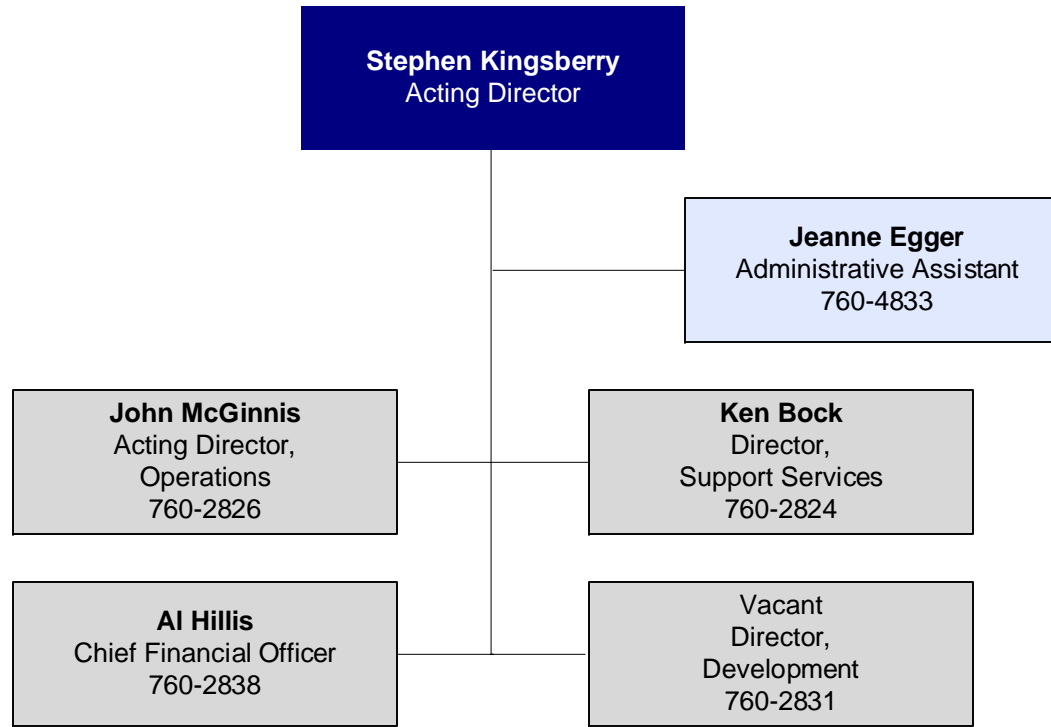 Stephen Kingsberry
Acting Director
Jeanne Egger
Administrative Assistant
760-4833
John McGinnis
Acting Director,
Operations
760-2826
Ken Bock
Director,
Support Services
760-2824
Al Hillis
Chief Financial Officer
760-2838
Vacant
Director,
Development
760-2831